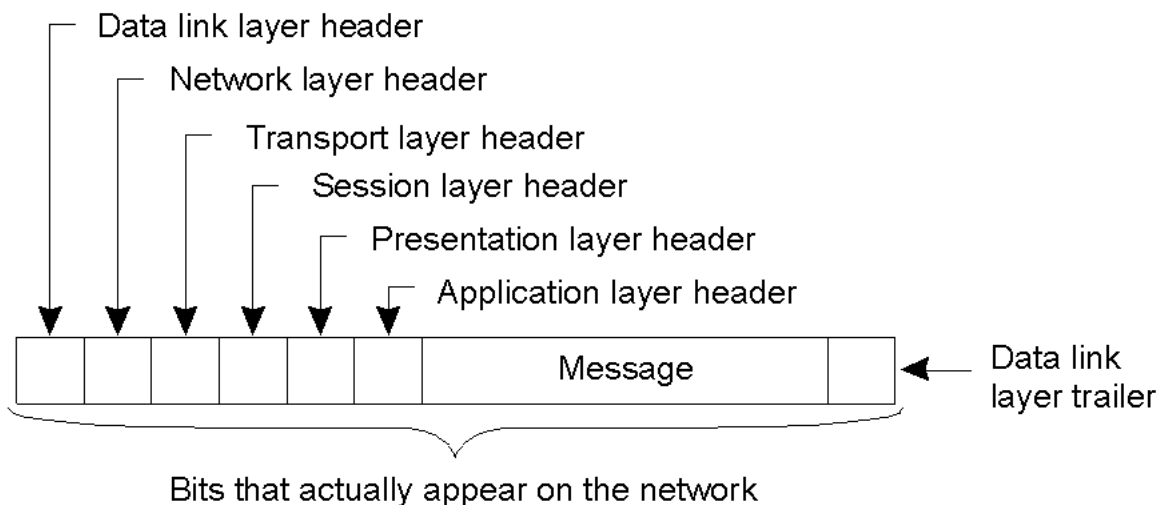 Data link layer header
Network layer header
Transport layer header
Session layer header
Presentation layer header
Application layer header
Message
Data link
layer trailer
Bits that actually appear on the network